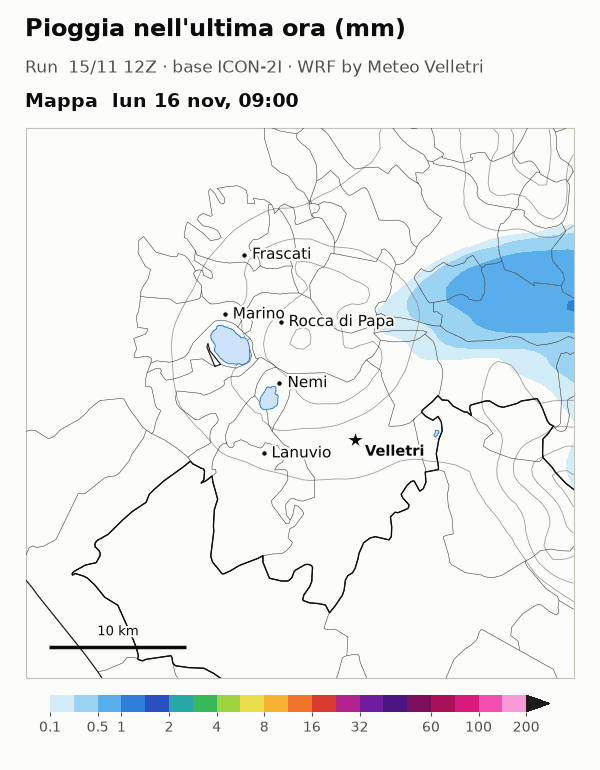 Pioggia nell'ultima ora (mm)
Run  15/11 12Z · base ICON-2I · WRF by Meteo Velletri
Mappa  lun 16 nov, 09:00
Frascati
Marino
Rocca di Papa
Nemi
Velletri
Lanuvio
10 km
0.1 0.5 1 2 4 8 16 32 60 100 200